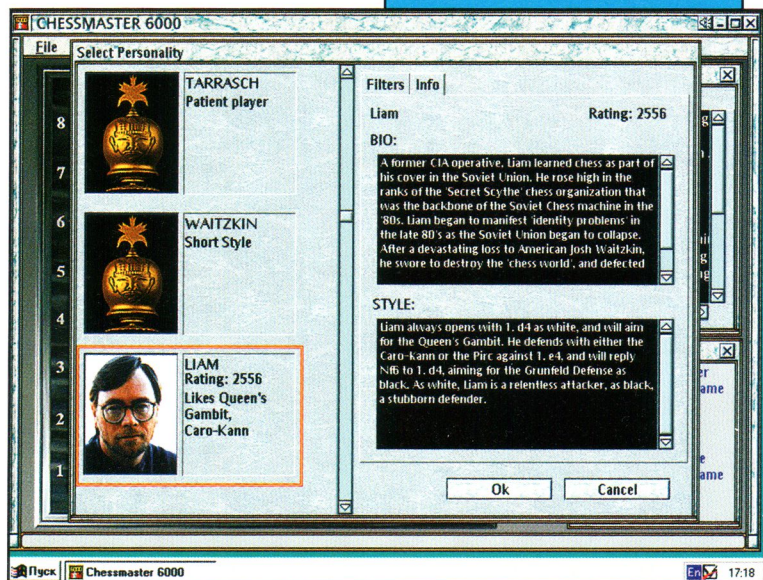 CHESSMASTER 6000
File
Select Personality
TARRASCH
Patient player
WAITZKIN
Short Style
LIAM
Rating: 2556
Likes Queen's
Gambit,
Caro-Kann
Filters Info
Liam Rating: 2556
BIO:
A former CIA operative, Liam learned chess as part of
his cover in the Soviet Union. He rose high in the
ranks of the 'Secret Scythe' chess organization that
was the backbone of the Soviet Chess machine in the
'80s. Liam began to manifest 'identity problems' in
the late 80's as the Soviet Union began to collapse.
After a devastating loss to American Josh Waitzkin,
he swore to destroy the 'chess world', and defected
STYLE:
Liam always opens with 1. d4 as white, and will aim
for the Queen's Gambit. He defends with either the
Caro-Kann or the Pirc against 1. e4, and will reply
Nf6 to 1. d4, aiming for the Grunfeld Defense as
black. As white, Liam is a relentless attacker, as black,
a stubborn defender.
Ok Cancel
8
7
6
5
4
3
2
1
ame
ame
Пуск Chessmaster 6000 En 17:18